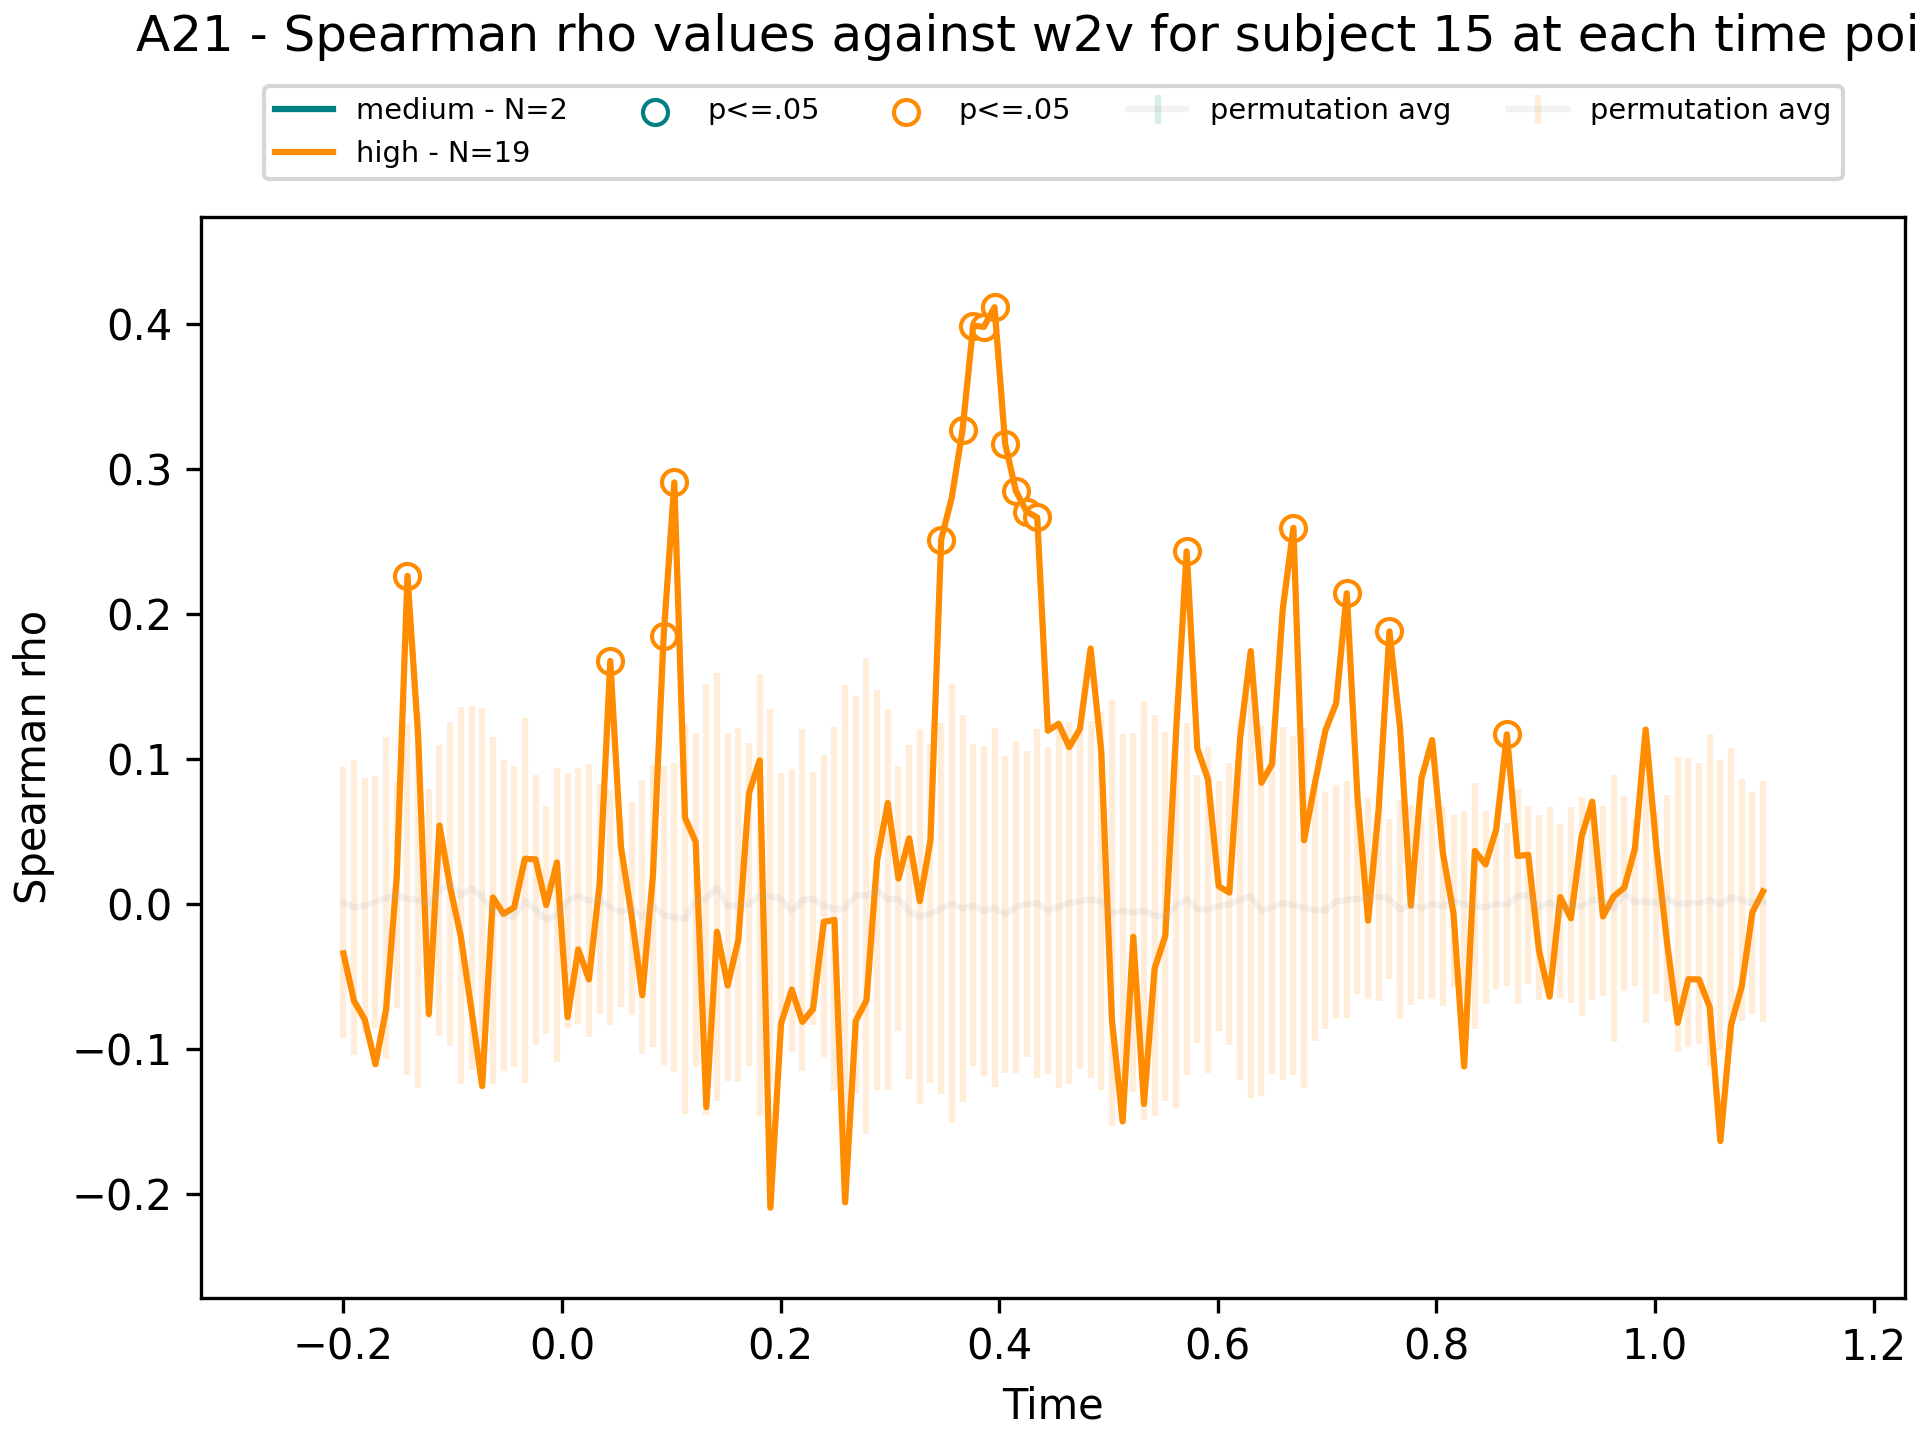 A21 - Spearman rho values against w2v for subject 15 at each time poi
medium - N=2
high - N=19
p<=.05
p<=.05
permutation avg
permutation avg
Spearman rho
0.4
0.3
0.2
0.1
0.0
−0.1
−0.2
−0.2 0.0 0.2 0.4 0.6 0.8 1.0 1.2
Time